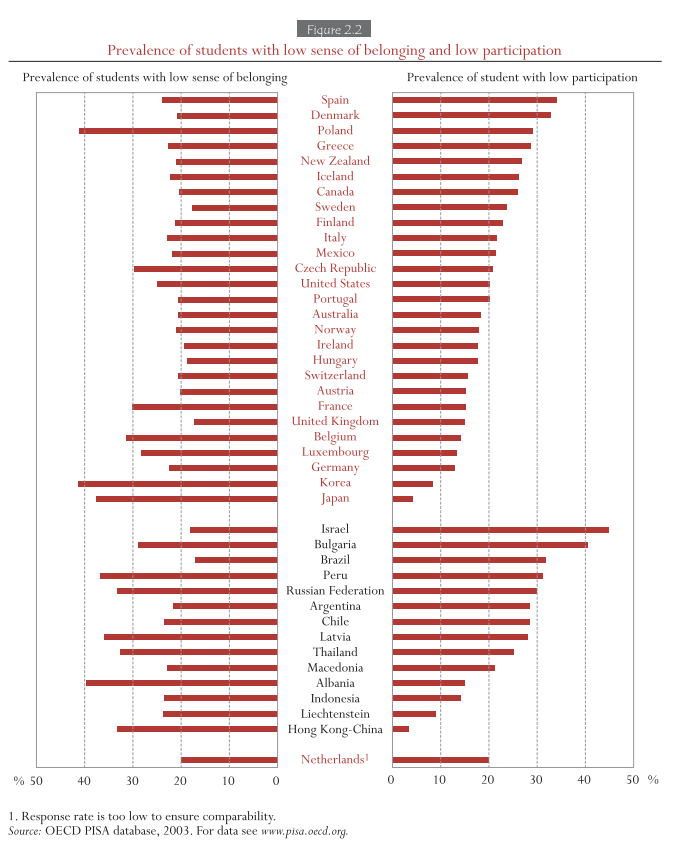 Figure 2.2
Prevalence of students with low sense of belonging and low participation
Prevalence of students with low sense of belonging
Prevalence of student with low participation
Spain
Denmark
Poland
Greece
New Zealand
Iceland
Canada
Sweden
Finland
Italy
Mexico
Czech Republic
United States
Portugal
Australia
Norway
Ireland
Hungary
Switzerland
Austria
France
United Kingdom
Belgium
Luxembourg
Germany
Korea
Japan
Israel
Bulgaria
Brazil
Peru
Russian Federation
Argentina
Chile
Latvia
Thailand
Macedonia
Albania
Indonesia
Liechtenstein
Hong Kong-China
Netherlands¹
% 50 40 30 20 10 0 0 10 20 30 40 50 %
1. Response rate is too low to ensure comparability.
Source: OECD PISA database, 2003. For data see www.pisa.oecd.org.